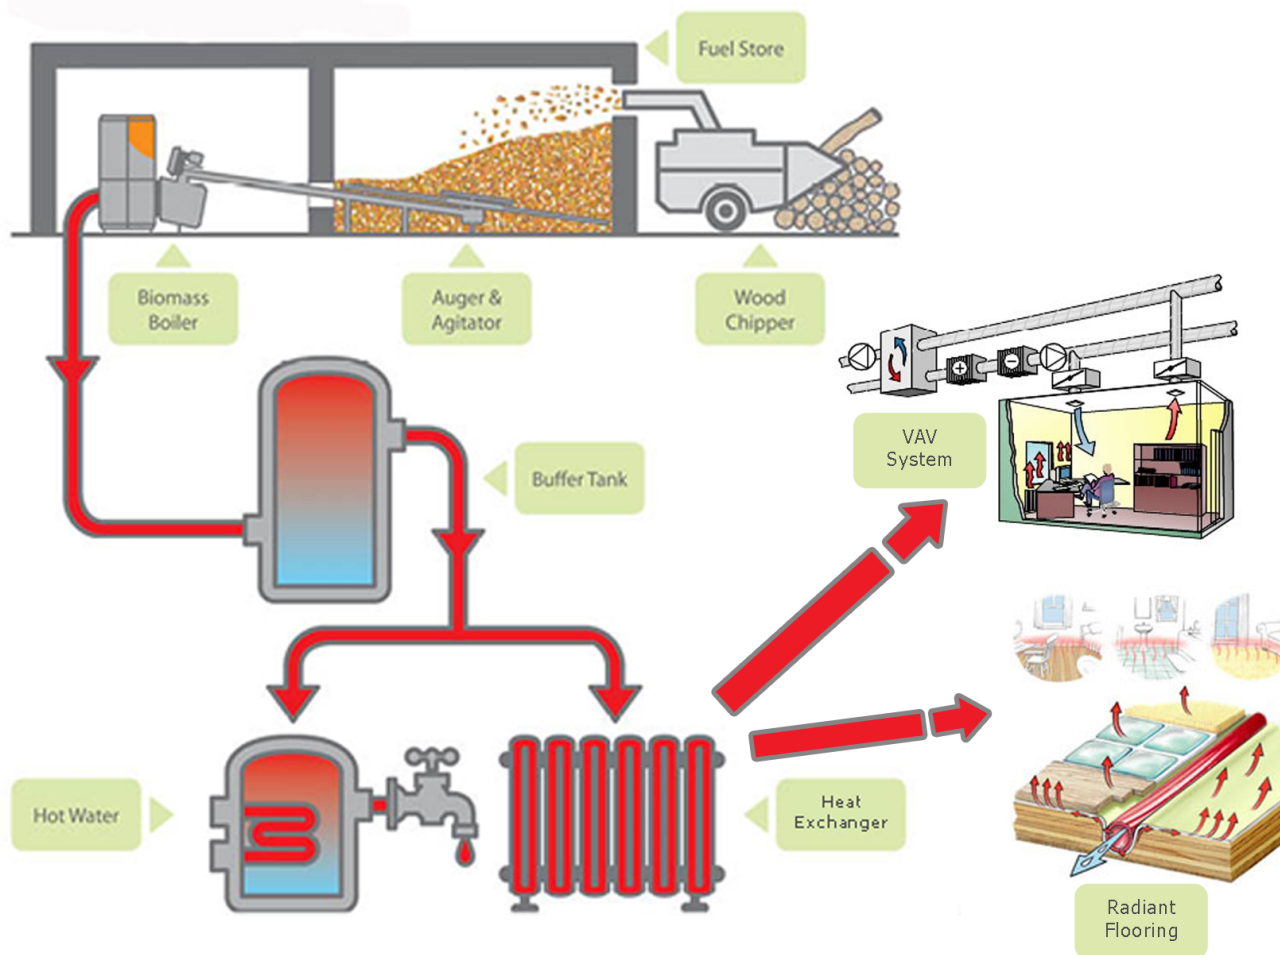 Fuel Store
Biomass
Boiler
Auger &
Agitator
Wood
Chipper
VAV
System
Buffer Tank
Hot Water
Heat
Exchanger
Radiant
Flooring